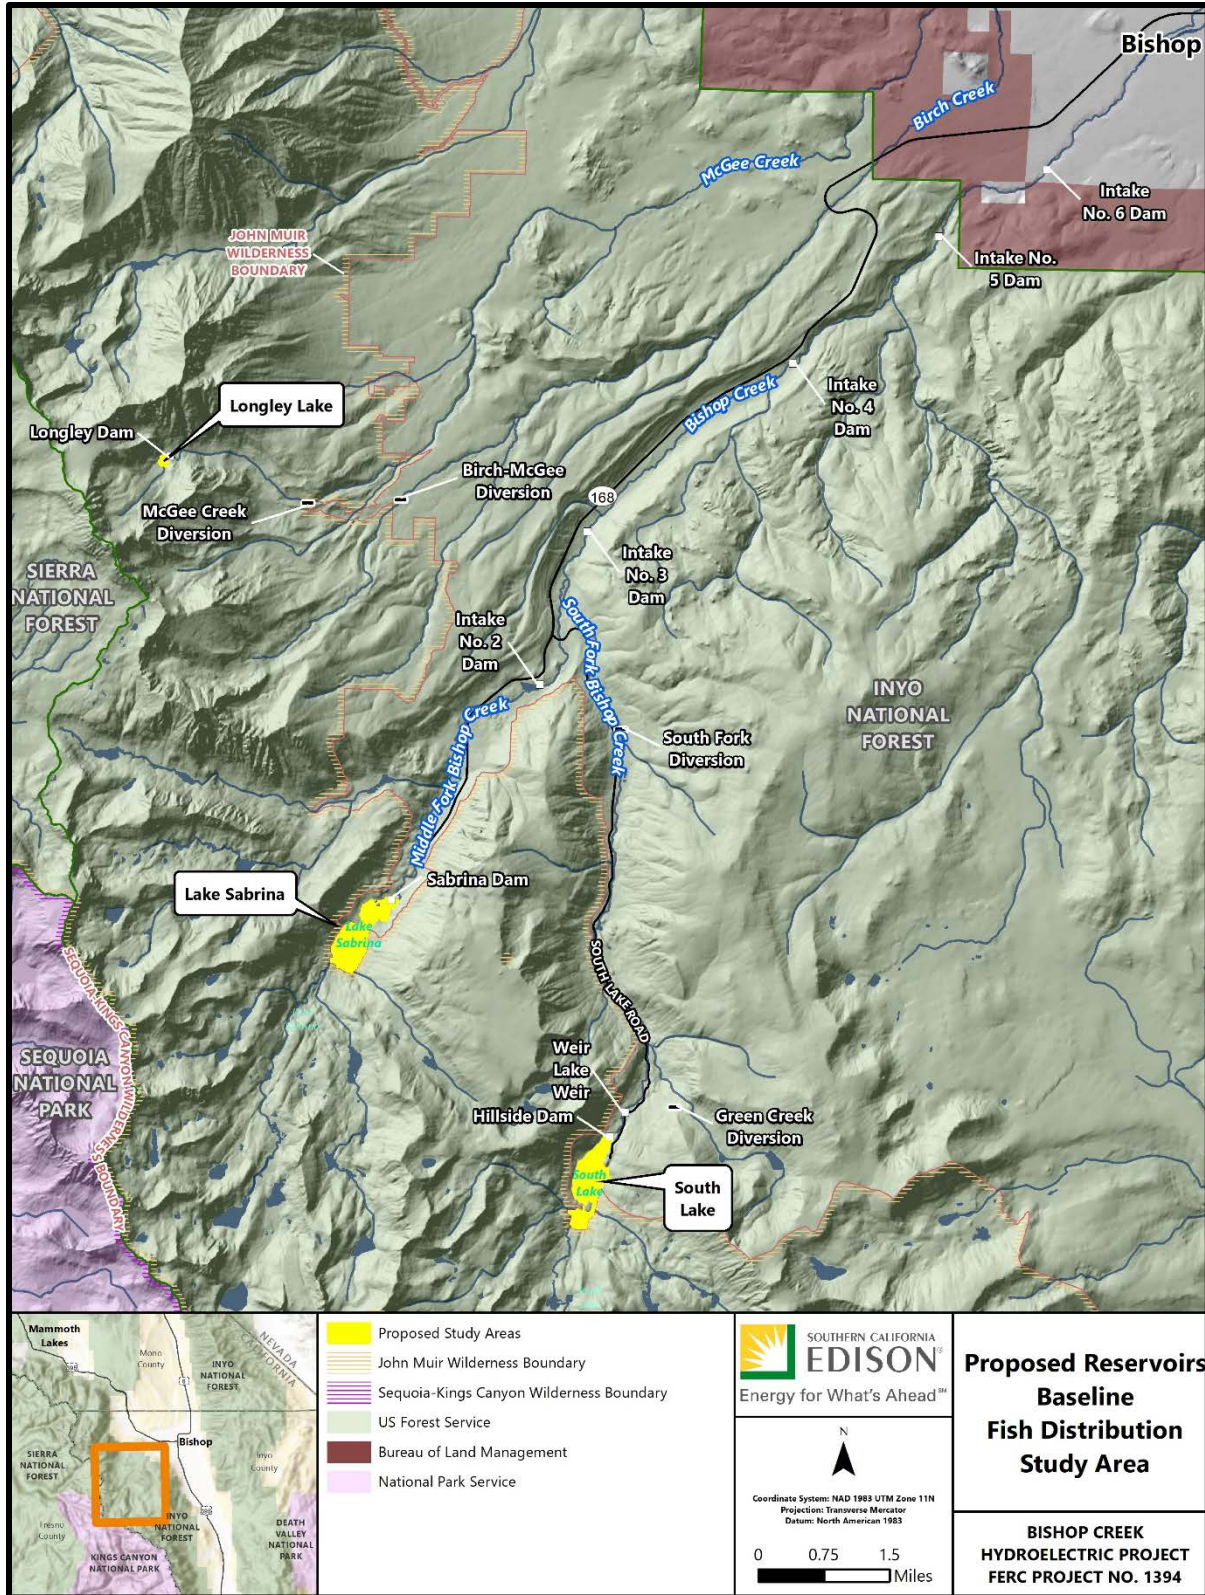 Bishop
Birch Creek
McGee Creek
Intake
No. 6 Dam
JOHN MUIR
WILDERNESS
BOUNDARY
Intake No.
5 Dam
Longley Lake
Intake
No. 4
Dam
Bishop Creek
Longley Dam
Birch-McGee
Diversion
168
McGee Creek
Diversion
Intake
No. 3
Dam
SIERRA
NATIONAL
FOREST
Intake
No. 2
Dam
South Fork Bishop Creek
INYO
NATIONAL
FOREST
South Fork
Diversion
Middle Fork Bishop Creek
Sabrina Dam
Lake Sabrina
Lake
Sabrina
SEQUOIA-KINGS CANYON WILDERNESS BOUNDARY
SOUTH LAKE ROAD
SEQUOIA
NATIONAL
PARK
Weir
Lake
Weir
Hillside Dam
Green Creek
Diversion
South
Lake
South
Lake
Mammoth
Lakes
Mono
County
INYO
NATIONAL
FOREST
NEVADA
CALIFORNIA
Bishop
SIERRA
NATIONAL
FOREST
Inyo
County
Fresno
County
INYO
NATIONAL
FOREST
DEATH
VALLEY
NATIONAL
PARK
KINGS CANYON
NATIONAL PARK
Proposed Study Areas
John Muir Wilderness Boundary
Sequoia-Kings Canyon Wilderness Boundary
US Forest Service
Bureau of Land Management
National Park Service
SOUTHERN CALIFORNIA
EDISON®
Energy for What's Ahead℠
N
Coordinate System: NAD 1983 UTM Zone 11N
Projection: Transverse Mercator
Datum: North American 1983
0 0.75 1.5
Miles
Proposed Reservoirs
Baseline
Fish Distribution
Study Area
BISHOP CREEK
HYDROELECTRIC PROJECT
FERC PROJECT NO. 1394